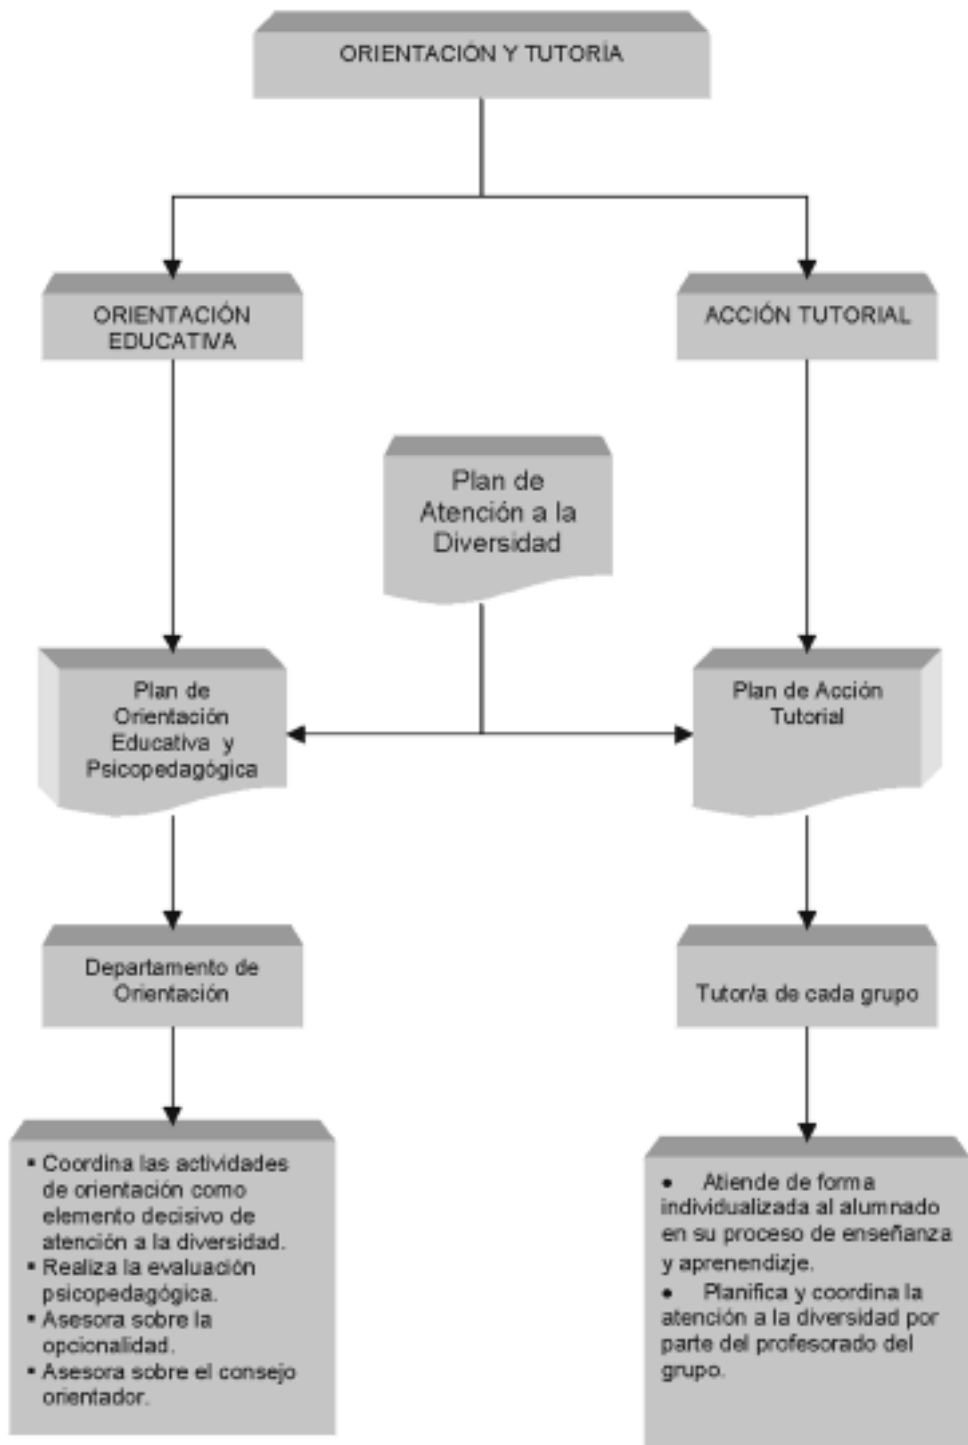 ORIENTACIÓN Y TUTORÍA
ORIENTACIÓN
EDUCATIVA
ACCIÓN TUTORIAL
Plan de
Atención a la
Diversidad
Plan de
Orientación
Educativa y
Psicopedagógica
Plan de Acción
Tutorial
Departamento de
Orientación
Tutor/a de cada grupo
▪ Coordina las actividades
de orientación como
elemento decisivo de
atención a la diversidad.
▪ Realiza la evaluación
psicopedagógica.
▪ Asesora sobre la
opcionalidad.
▪ Asesora sobre el consejo
orientador.
• Atiende de forma
individualizada al alumnado
en su proceso de enseñanza
y aprenendizje.
• Planifica y coordina la
atención a la diversidad por
parte del profesorado del
grupo.